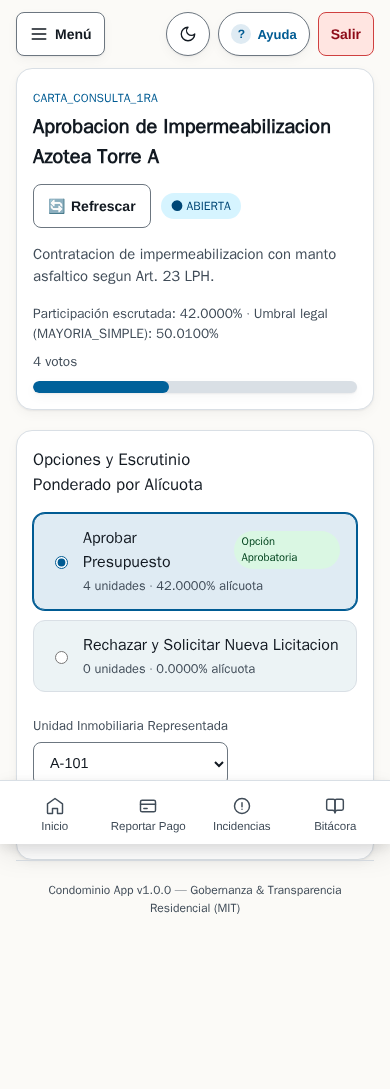 Menú
? Ayuda
Salir
CARTA_CONSULTA_1RA
Aprobacion de Impermeabilizacion
Azotea Torre A
Refrescar
ABIERTA
Contratacion de impermeabilizacion con manto
asfaltico segun Art. 23 LPH.
Participación escrutada: 42.0000% · Umbral legal
(MAYORIA_SIMPLE): 50.0100%
4 votos
Opciones y Escrutinio
Ponderado por Alícuota
Aprobar
Presupuesto
Opción
Aprobatoria
4 unidades · 42.0000% alícuota
Rechazar y Solicitar Nueva Licitacion
0 unidades · 0.0000% alícuota
Unidad Inmobiliaria Representada
A-101
Inicio
Reportar Pago
Incidencias
Bitácora
Condominio App v1.0.0 — Gobernanza & Transparencia
Residencial (MIT)